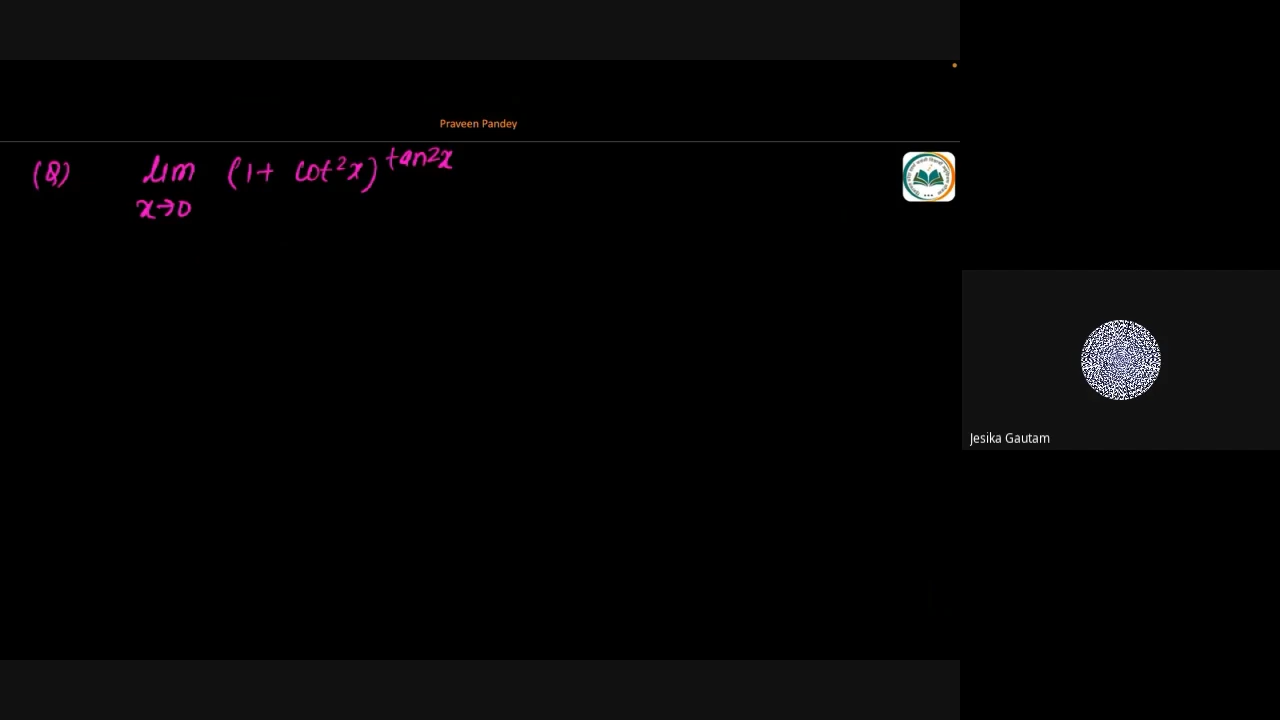 Praveen Pandey
(Q) lim (1+ cot²x)^tan2x
x→0
Jesika Gautam